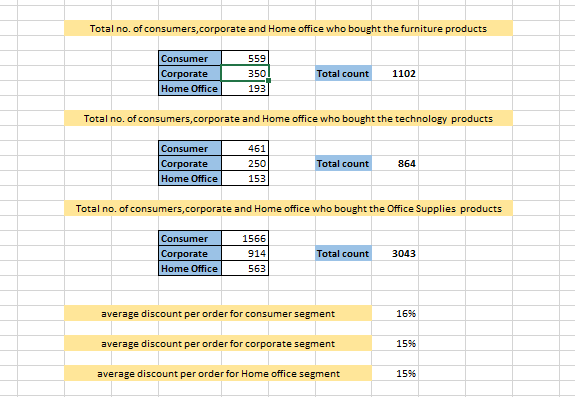 Total no. of consumers,corporate and Home office who bought the furniture products
Consumer 559
Corporate 350 Total count 1102
Home Office 193
Total no. of consumers,corporate and Home office who bought the technology products
Consumer 461
Corporate 250 Total count 864
Home Office 153
Total no. of consumers,corporate and Home office who bought the Office Supplies products
Consumer 1566
Corporate 914 Total count 3043
Home Office 563
average discount per order for consumer segment 16%
average discount per order for corporate segment 15%
average discount per order for Home office segment 15%